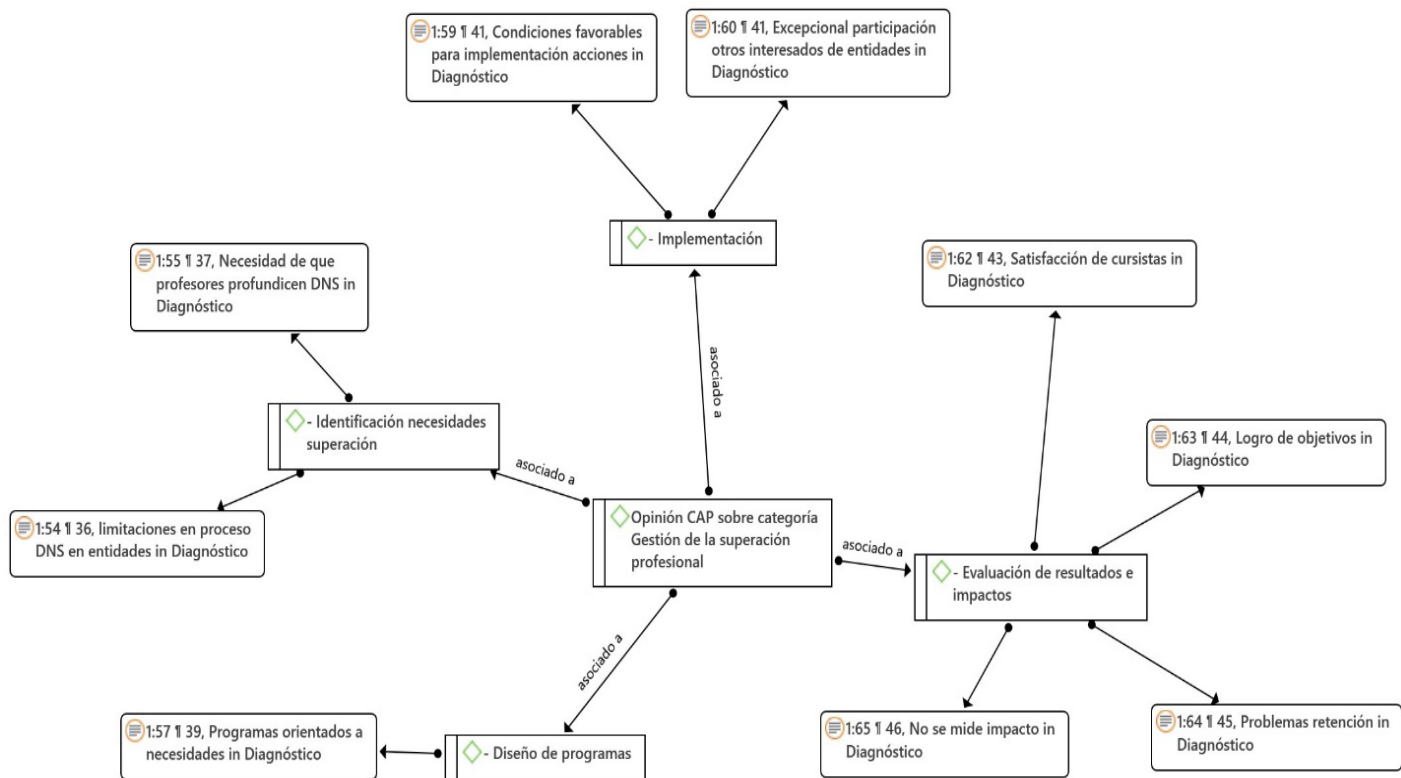 1:59 ¶ 41, Condiciones favorables
para implementación acciones in
Diagnóstico
1:60 ¶ 41, Excepcional participación
otros interesados de entidades in
Diagnóstico
- Implementación
1:55 ¶ 37, Necesidad de que
profesores profundicen DNS in
Diagnóstico
1:62 ¶ 43, Satisfacción de cursistas in
Diagnóstico
asociado a
- Identificación necesidades
superación
1:63 ¶ 44, Logro de objetivos in
Diagnóstico
asociado a
1:54 ¶ 36, limitaciones en proceso
DNS en entidades in Diagnóstico
Opinión CAP sobre categoría
Gestión de la superación
profesional
asociado a
- Evaluación de resultados e
impactos
asociado a
1:57 ¶ 39, Programas orientados a
necesidades in Diagnóstico
- Diseño de programas
1:65 ¶ 46, No se mide impacto in
Diagnóstico
1:64 ¶ 45, Problemas retención in
Diagnóstico